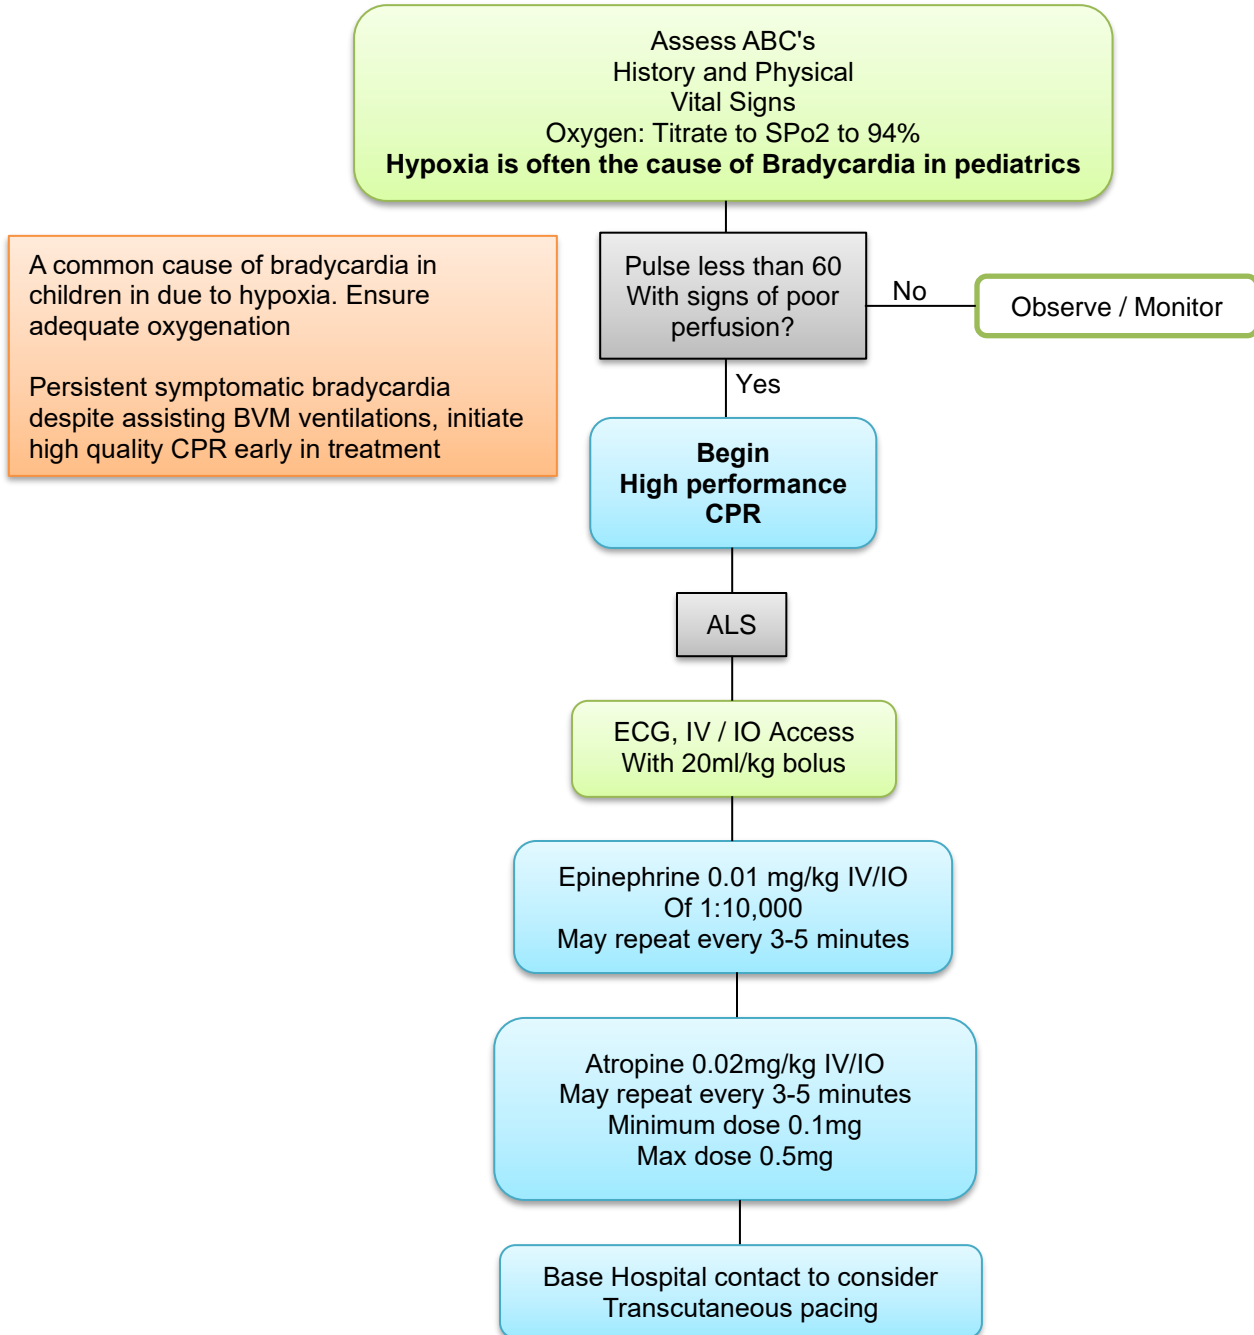 Assess ABC's
History and Physical
Vital Signs
Oxygen: Titrate to SPo2 to 94%
Hypoxia is often the cause of Bradycardia in pediatrics
A common cause of bradycardia in
children in due to hypoxia. Ensure
adequate oxygenation
Persistent symptomatic bradycardia
despite assisting BVM ventilations, initiate
high quality CPR early in treatment
Pulse less than 60
With signs of poor
perfusion?
No
Observe / Monitor
Yes
Begin
High performance
CPR
ALS
ECG, IV / IO Access
With 20ml/kg bolus
Epinephrine 0.01 mg/kg IV/IO
Of 1:10,000
May repeat every 3-5 minutes
Atropine 0.02mg/kg IV/IO
May repeat every 3-5 minutes
Minimum dose 0.1mg
Max dose 0.5mg
Base Hospital contact to consider
Transcutaneous pacing